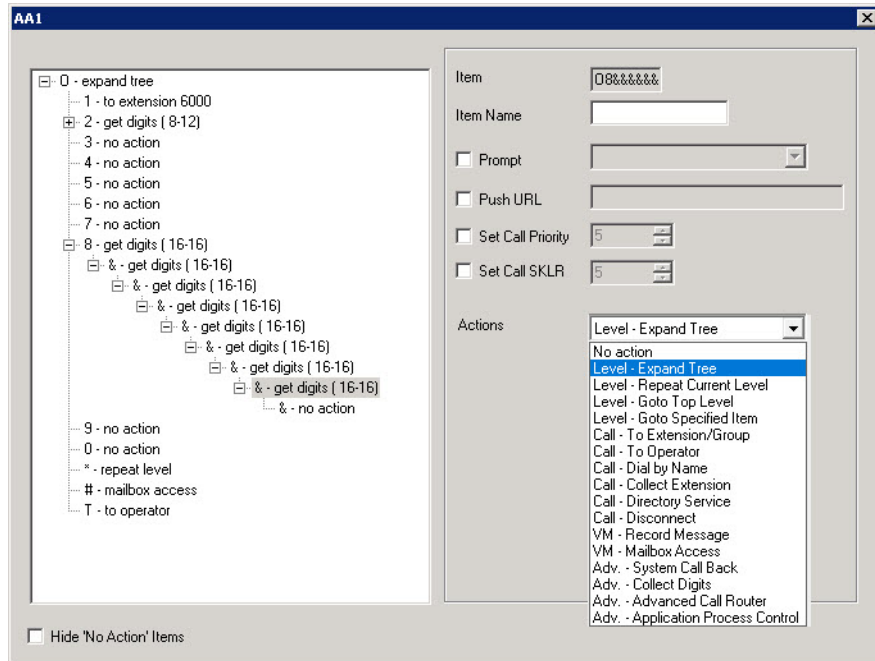 AA1
0 - expand tree
1 - to extension 6000
2 - get digits ( 8-12)
3 - no action
4 - no action
5 - no action
6 - no action
7 - no action
8 - get digits ( 16-16)
& - get digits ( 16-16)
& - get digits ( 16-16)
& - get digits ( 16-16)
& - get digits ( 16-16)
& - get digits ( 16-16)
& - get digits ( 16-16)
& - get digits ( 16-16)
& - no action
9 - no action
0 - no action
* - repeat level
# - mailbox access
T - to operator
Hide 'No Action' Items
Item 08&&&&&&
Item Name
Prompt
Push URL
Set Call Priority 5
Set Call SKLR 5
Actions Level - Expand Tree
No action
Level - Expand Tree
Level - Repeat Current Level
Level - Goto Top Level
Level - Goto Specified Item
Call - To Extension/Group
Call - To Operator
Call - Dial by Name
Call - Collect Extension
Call - Directory Service
Call - Disconnect
VM - Record Message
VM - Mailbox Access
Adv. - System Call Back
Adv. - Collect Digits
Adv. - Advanced Call Router
Adv. - Application Process Control